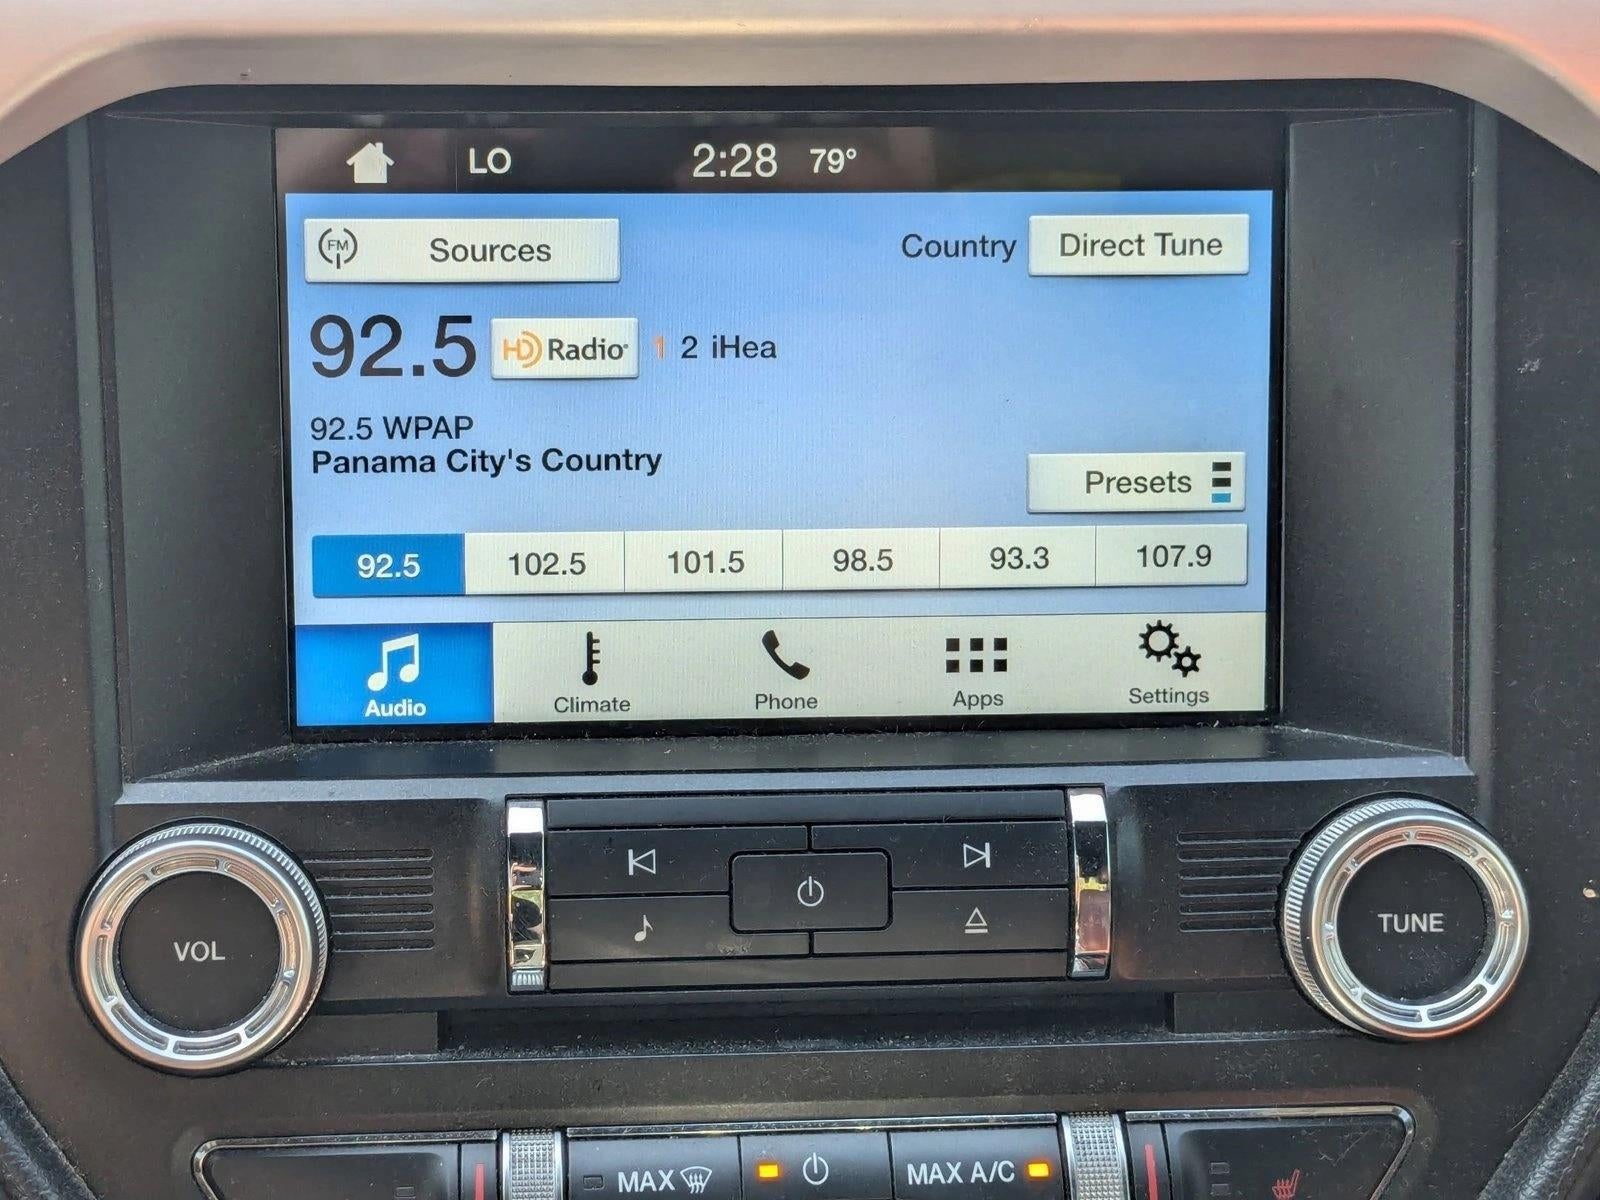 LO 2:28 79°
FM Sources Country Direct Tune
92.5 HD Radio 1 2 iHea
92.5 WPAP
Panama City's Country
Presets
92.5 102.5 101.5 98.5 93.3 107.9
Audio Climate Phone Apps Settings
VOL TUNE
MAX MAX A/C